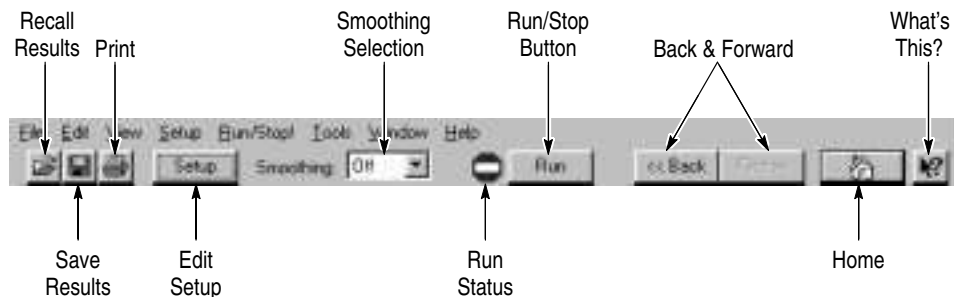 Recall
Results
Print
Smoothing
Selection
Run/Stop
Button
Back & Forward
What's
This?
File Edit View Setup Run/Stop! Tools Window Help
Setup Smoothing: Off Run << Back
Save
Results
Edit
Setup
Run
Status
Home